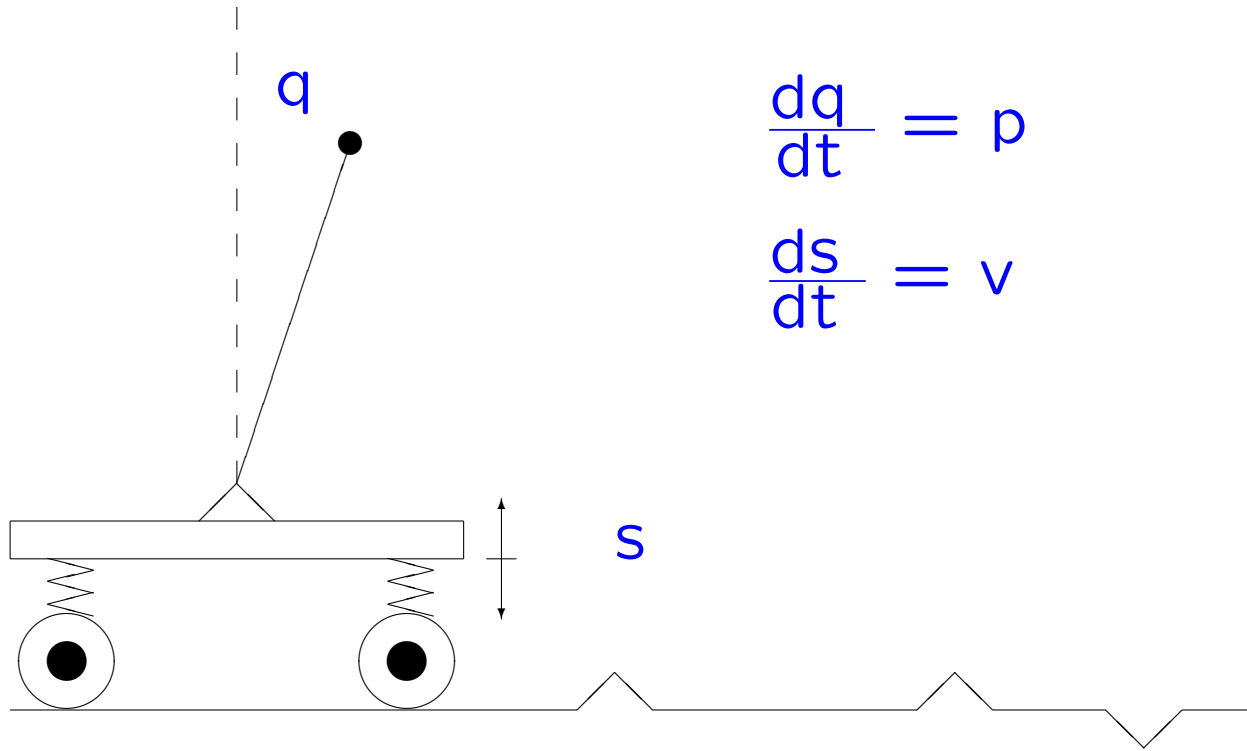 q
dq/dt = p
ds/dt = v
s